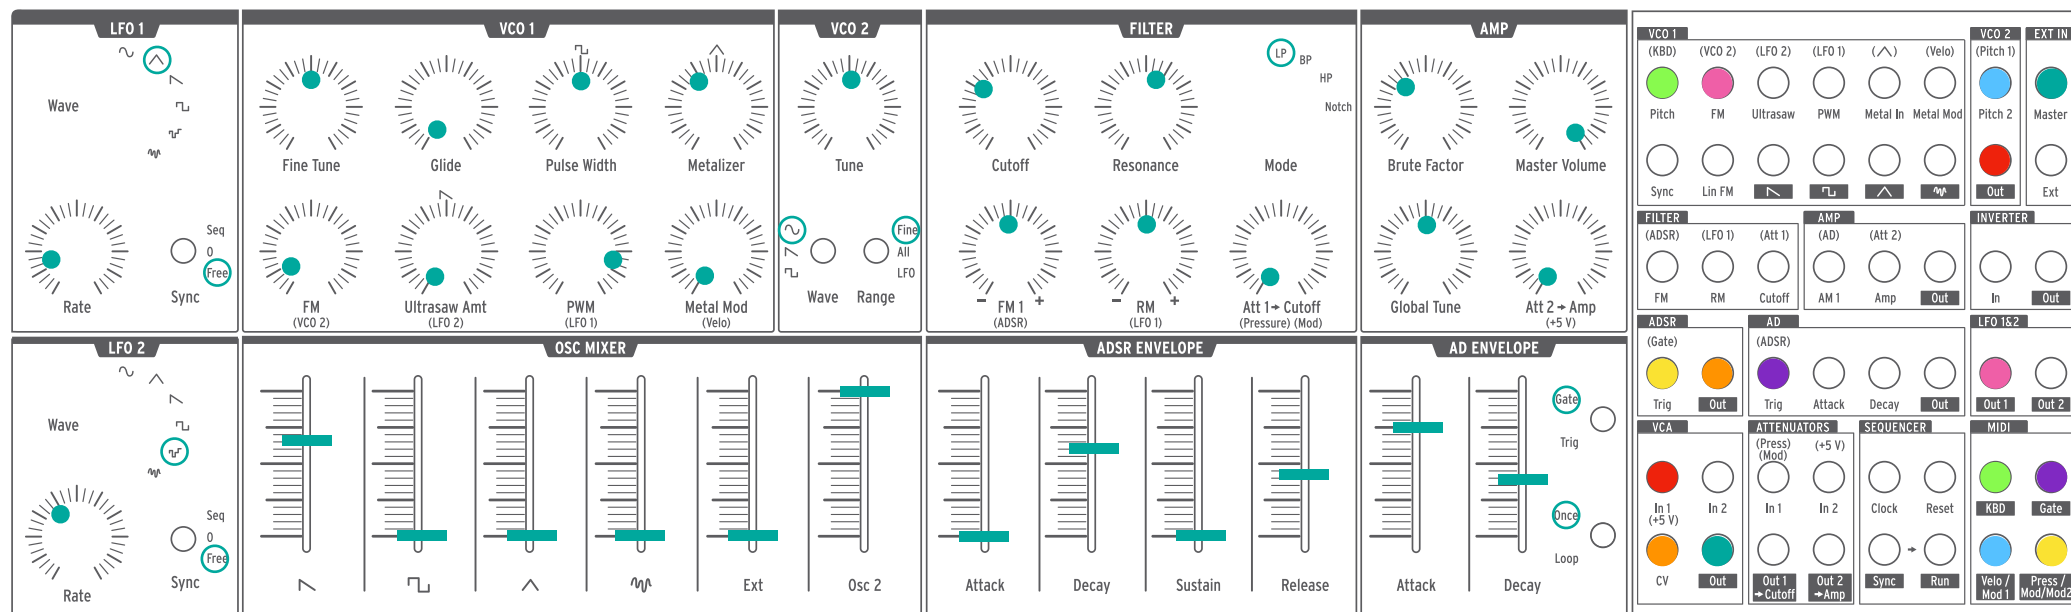 LFO 1
Wave
Seq
0
Free
Rate
Sync
VCO 1
Fine Tune
Glide
Pulse Width
Metalizer
FM
(VCO 2)
Ultrasaw Amt
(LFO 2)
PWM
(LFO 1)
Metal Mod
(Velo)
VCO 2
Tune
Fine
All
LFO
Wave
Range
FILTER
LP
BP
HP
Notch
Cutoff
Resonance
Mode
− FM 1 +
(ADSR)
− RM +
(LFO 1)
Att 1 → Cutoff
(Pressure) (Mod)
AMP
Brute Factor
Master Volume
Global Tune
Att 2 → Amp
(+5 V)
LFO 2
Wave
Seq
0
Free
Rate
Sync
OSC MIXER
Ext
Osc 2
ADSR ENVELOPE
Attack
Decay
Sustain
Release
AD ENVELOPE
Gate
Trig
Once
Loop
Attack
Decay
VCO 1
(KBD) (VCO 2) (LFO 2) (LFO 1) (Velo)
Pitch FM Ultrasaw PWM Metal In Metal Mod
Sync Lin FM
VCO 2
(Pitch 1)
Pitch 2
Out
EXT IN
Master
Ext
FILTER
(ADSR) (LFO 1) (Att 1)
FM RM Cutoff
AMP
(AD) (Att 2)
AM 1 Amp Out
INVERTER
In Out
ADSR
(Gate)
Trig Out
AD
(ADSR)
Trig Attack Decay Out
LFO 1&2
Out 1 Out 2
VCA
In 1 In 2
(+5 V)
CV Out
ATTENUATORS
(Press) (+5 V)
(Mod)
In 1 In 2
Out 1 Out 2
→Cutoff →Amp
SEQUENCER
Clock Reset
→
Sync Run
MIDI
KBD Gate
Velo / Press /
Mod 1 Mod/Mod2